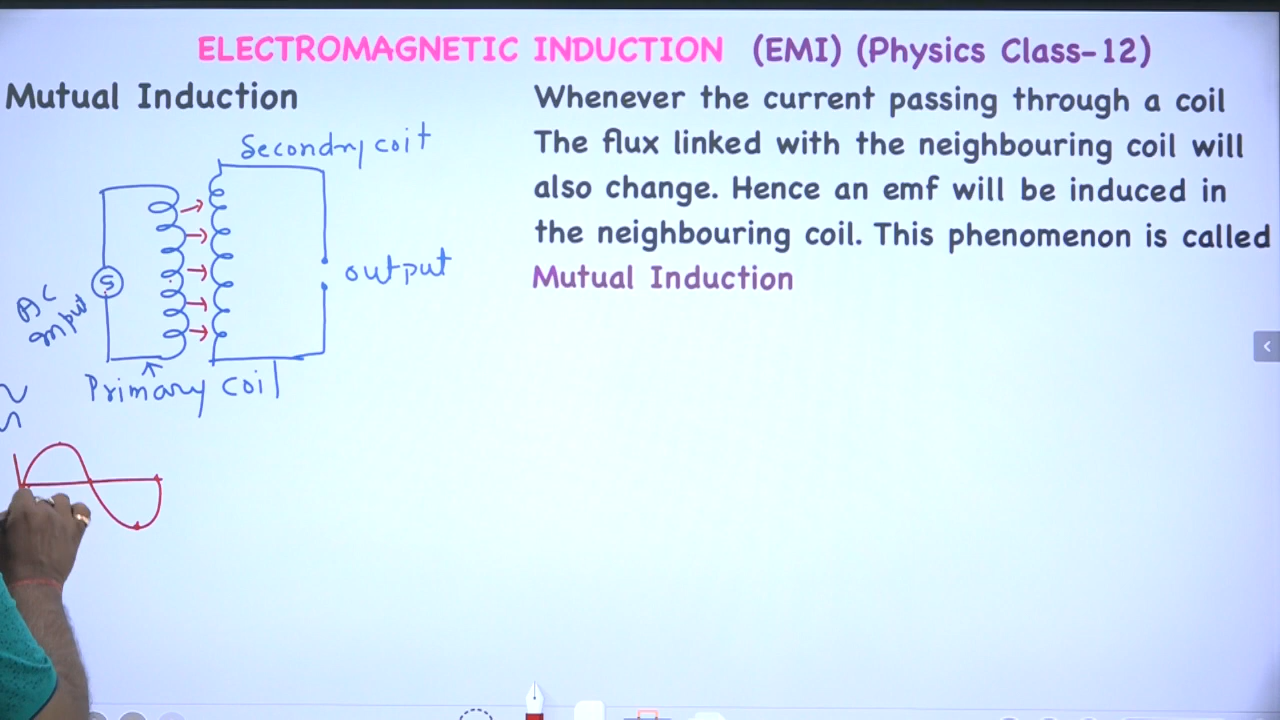 ELECTROMAGNETIC INDUCTION (EMI) (Physics Class-12)
Mutual Induction
Whenever the current passing through a coil
The flux linked with the neighbouring coil will
also change. Hence an emf will be induced in
the neighbouring coil. This phenomenon is called
Mutual Induction
Secondry coil
output
AC
Input
S
Primary coil